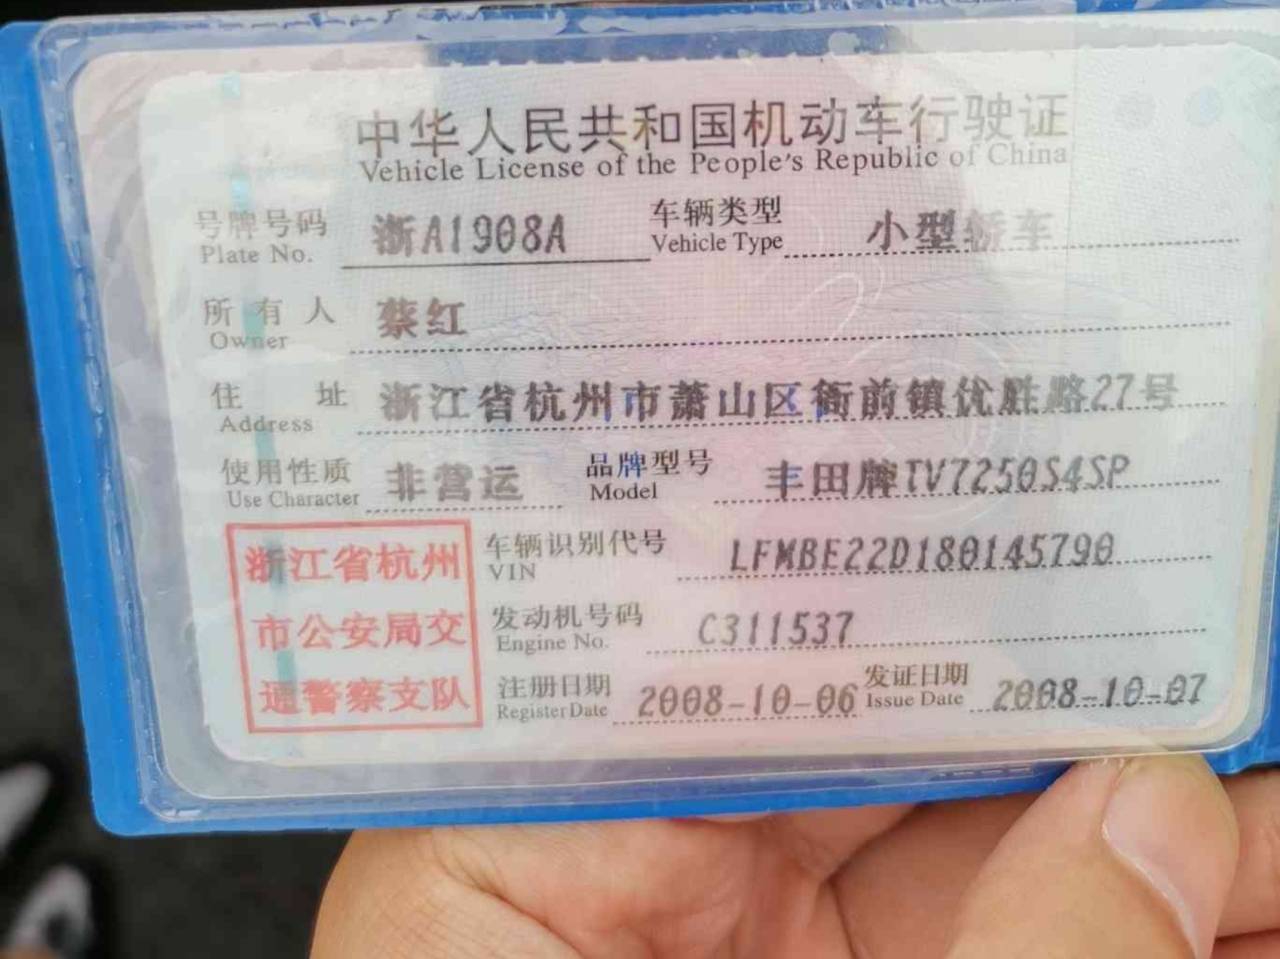 中华人民共和国机动车行驶证
Vehicle License of the People's Republic of China
号牌号码 浙A1908A 车辆类型 小型轿车
Plate No. Vehicle Type
所有人 蔡红
Owner
住址 浙江省杭州市萧山区衙前镇优胜路27号
Address
使用性质 非营运 品牌型号 丰田牌TV7250S4SP
Use Character Model
浙江省杭州
市公安局交
通警察支队
车辆识别代号 LFMBE22D180145790
VIN
发动机号码 C311537
Engine No.
注册日期 2008-10-06 发证日期 2008-10-07
Register Date Issue Date